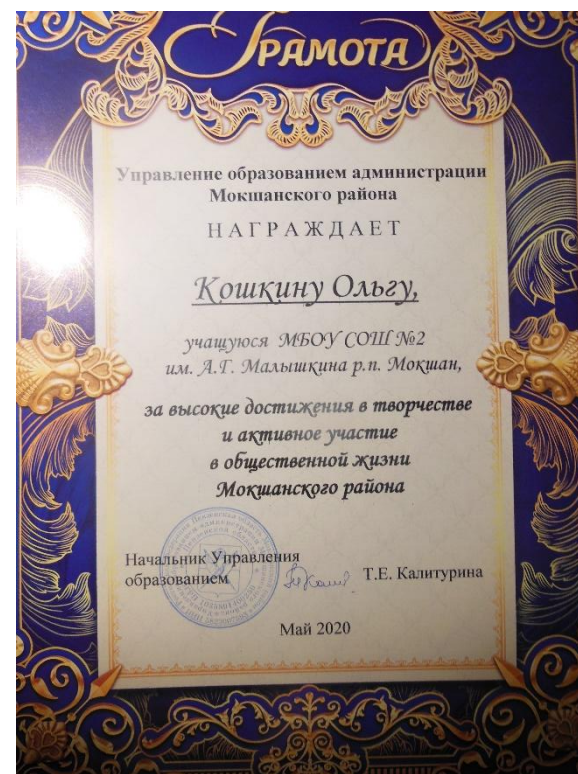 Грамота
Управление образованием администрации
Мокшанского района
НАГРАЖДАЕТ
Кошкину Ольгу,
учащуюся МБОУ СОШ №2
им. А.Г. Малышкина р.п. Мокшан,
за высокие достижения в творчестве
и активное участие
в общественной жизни
Мокшанского района
Начальник Управления
образованием
Т.Е. Калитурина
Май 2020